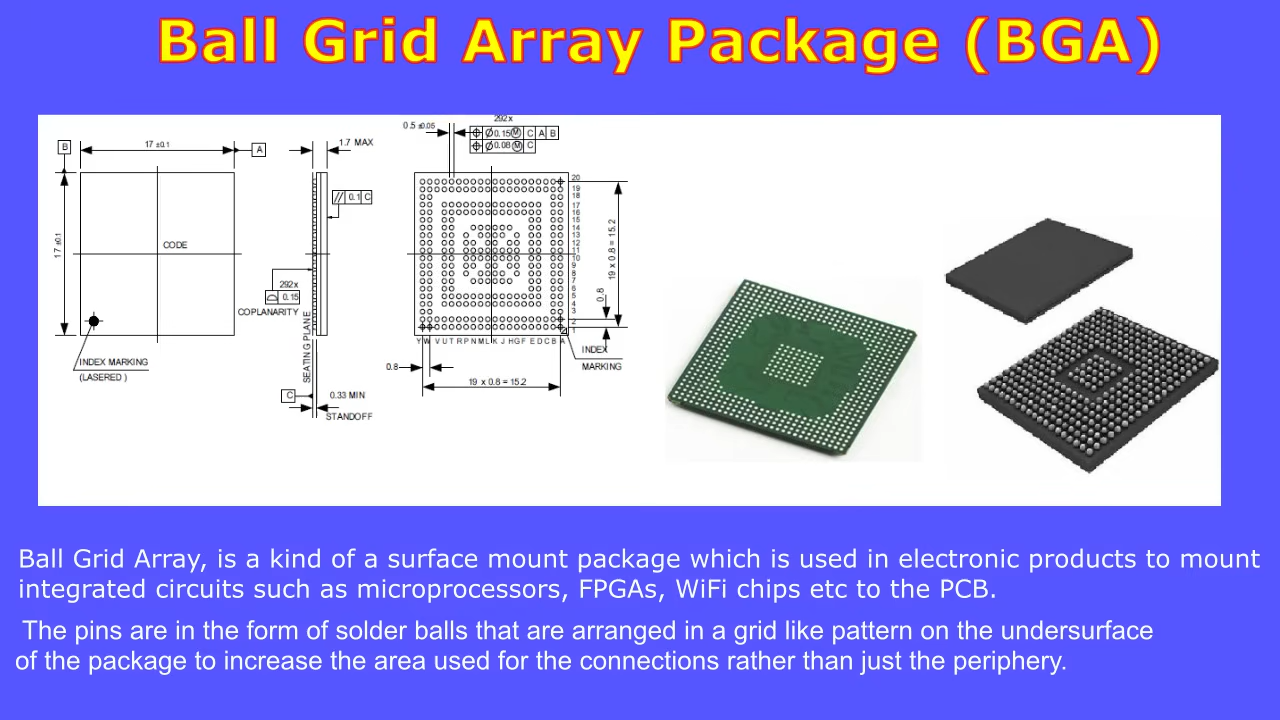 Ball Grid Array Package (BGA)
B
17 ±0.1
A
1.7 MAX
0.5 ±0.05
292x
⌖ Ø0.15Ⓜ C A B
⌖ Ø0.08Ⓜ C
// 0.1 C
17 ±0.1
CODE
292x
0.15
COPLANARITY
SEATING PLANE
INDEX MARKING
(LASERED )
C
0.33 MIN
STANDOFF
20
19
18
17
16
15
14
13
12
11
10
9
8
7
6
5
4
3
2
1
Y W V U T R P N M L K J H G F E D C B A
19 x 0.8 = 15.2
0.8
INDEX
MARKING
0.8
19 x 0.8 = 15.2
Ball Grid Array, is a kind of a surface mount package which is used in electronic products to mount
integrated circuits such as microprocessors, FPGAs, WiFi chips etc to the PCB.
The pins are in the form of solder balls that are arranged in a grid like pattern on the undersurface
of the package to increase the area used for the connections rather than just the periphery.